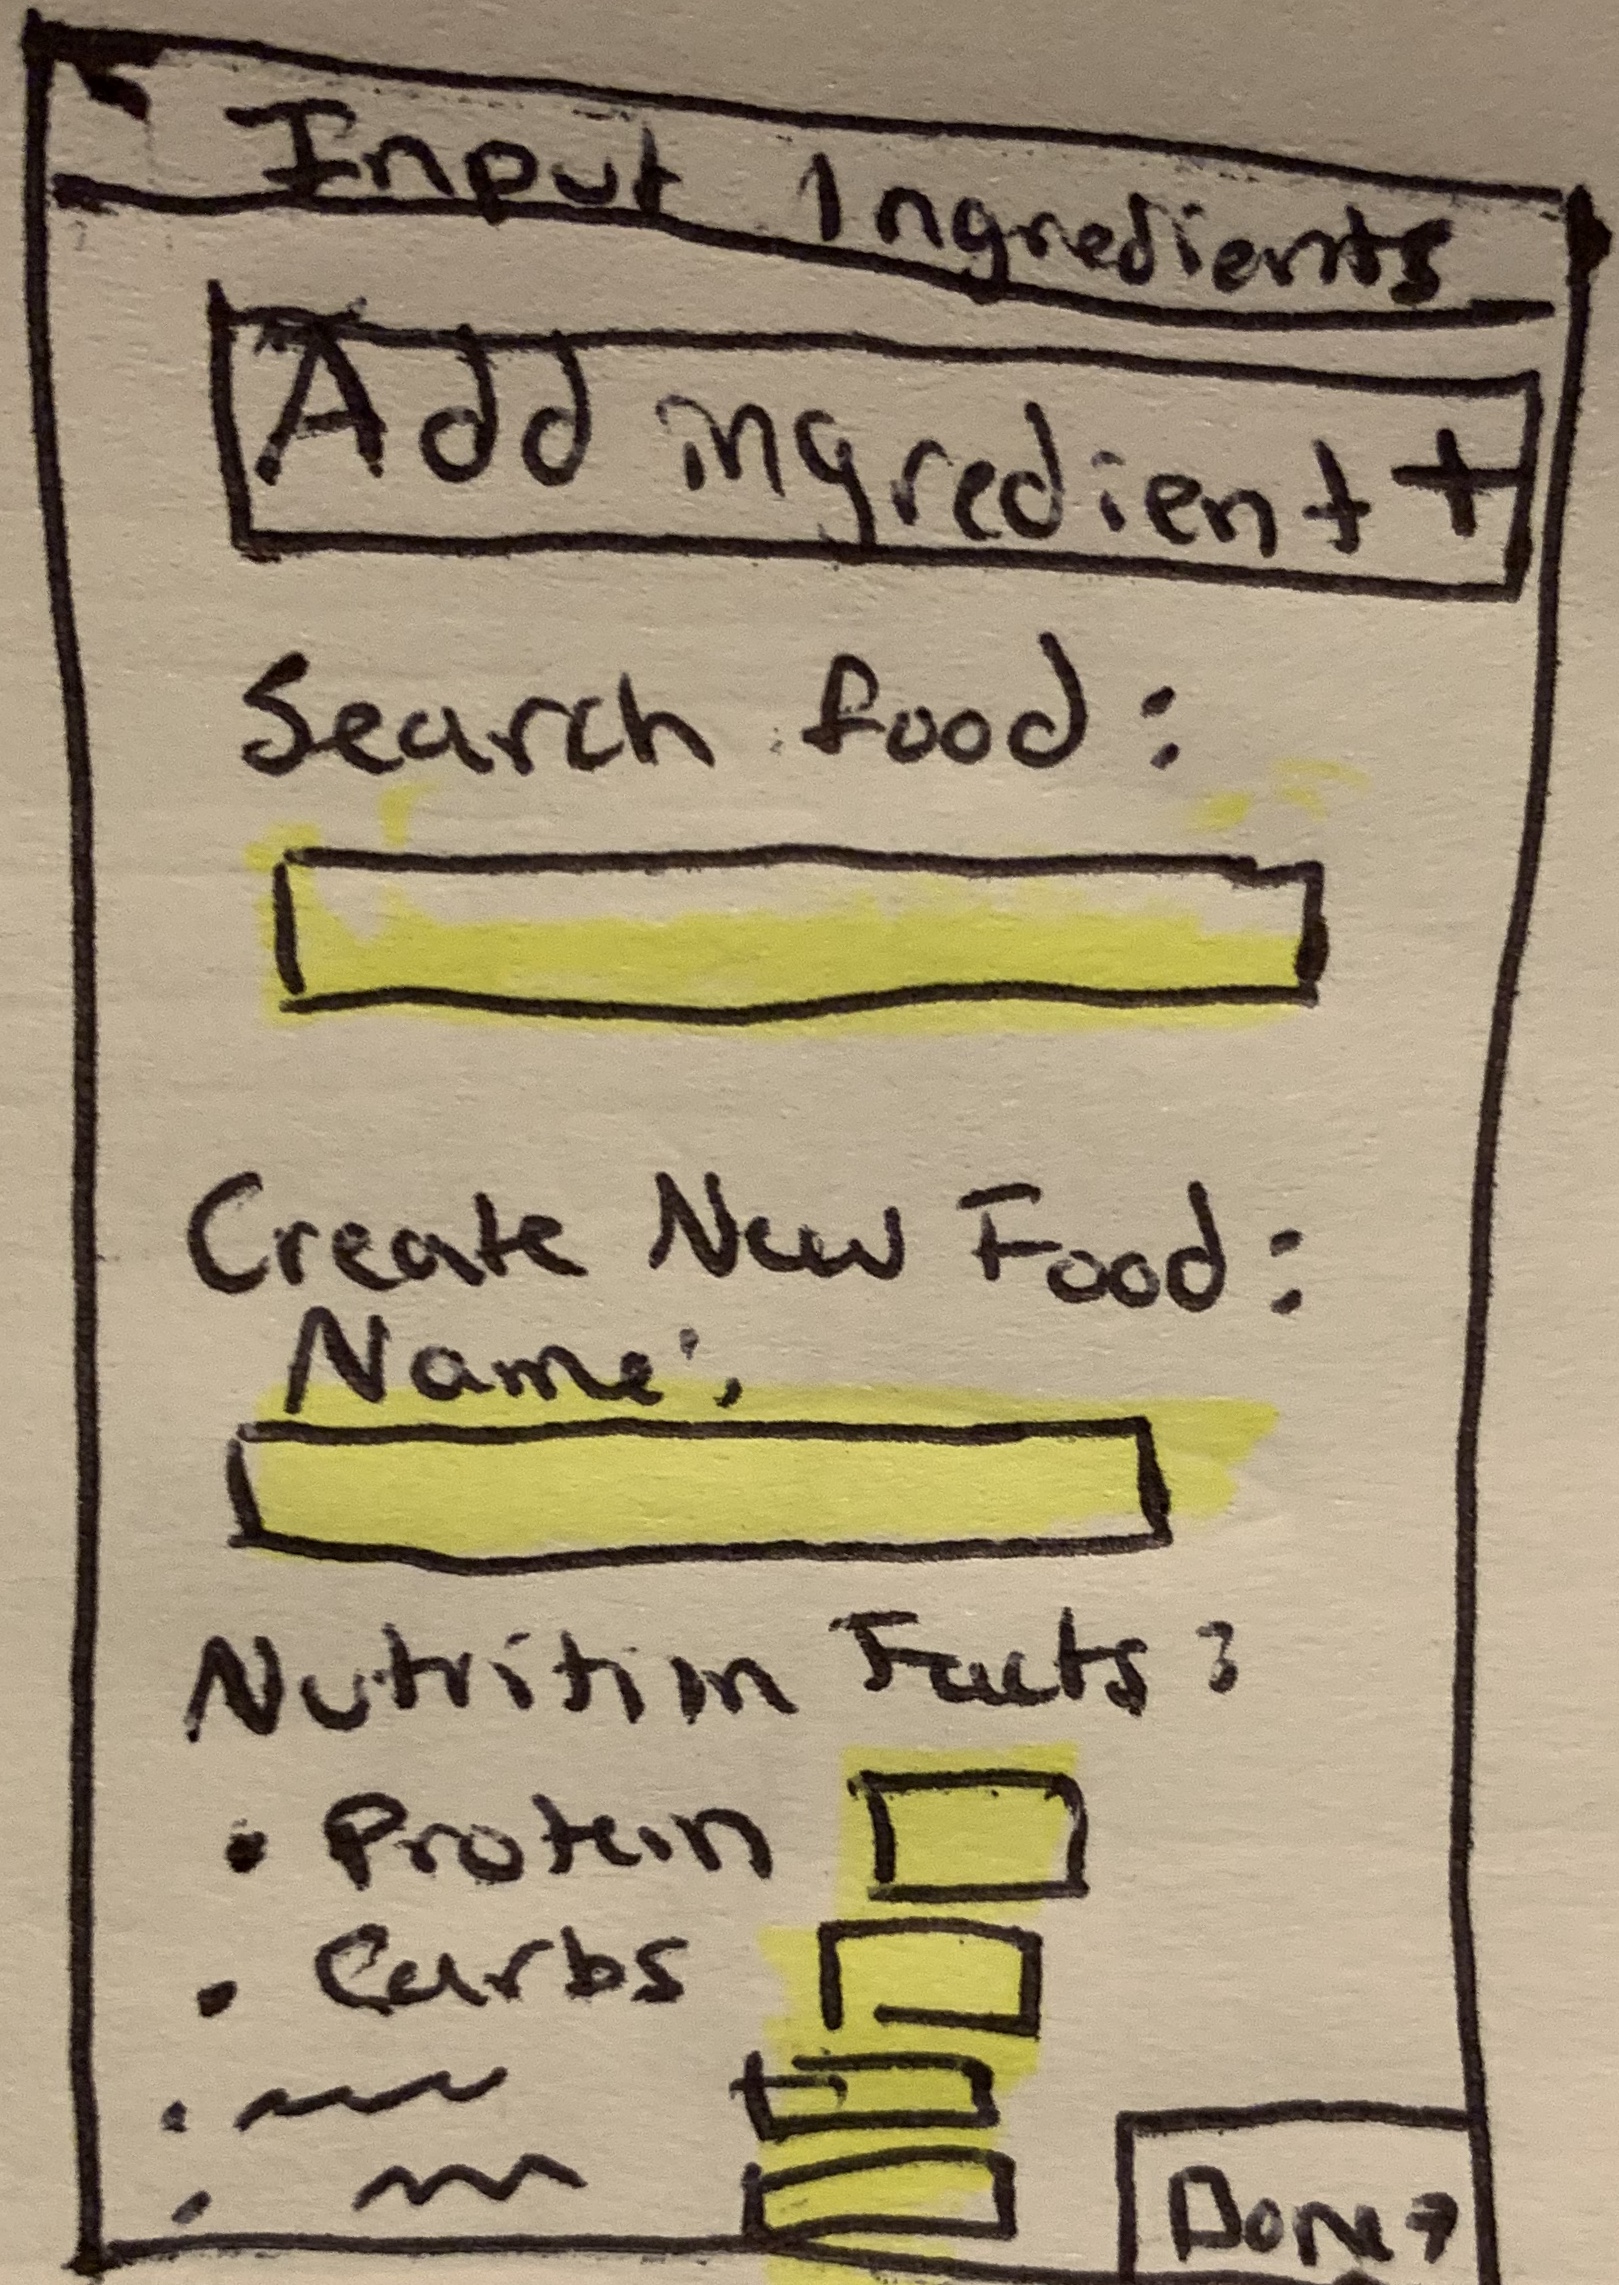 Input Ingredients
Add ingredient +
Search food:
Create New Food:
Name:
Nutrition Facts:
• Protein
• Carbs
Done →